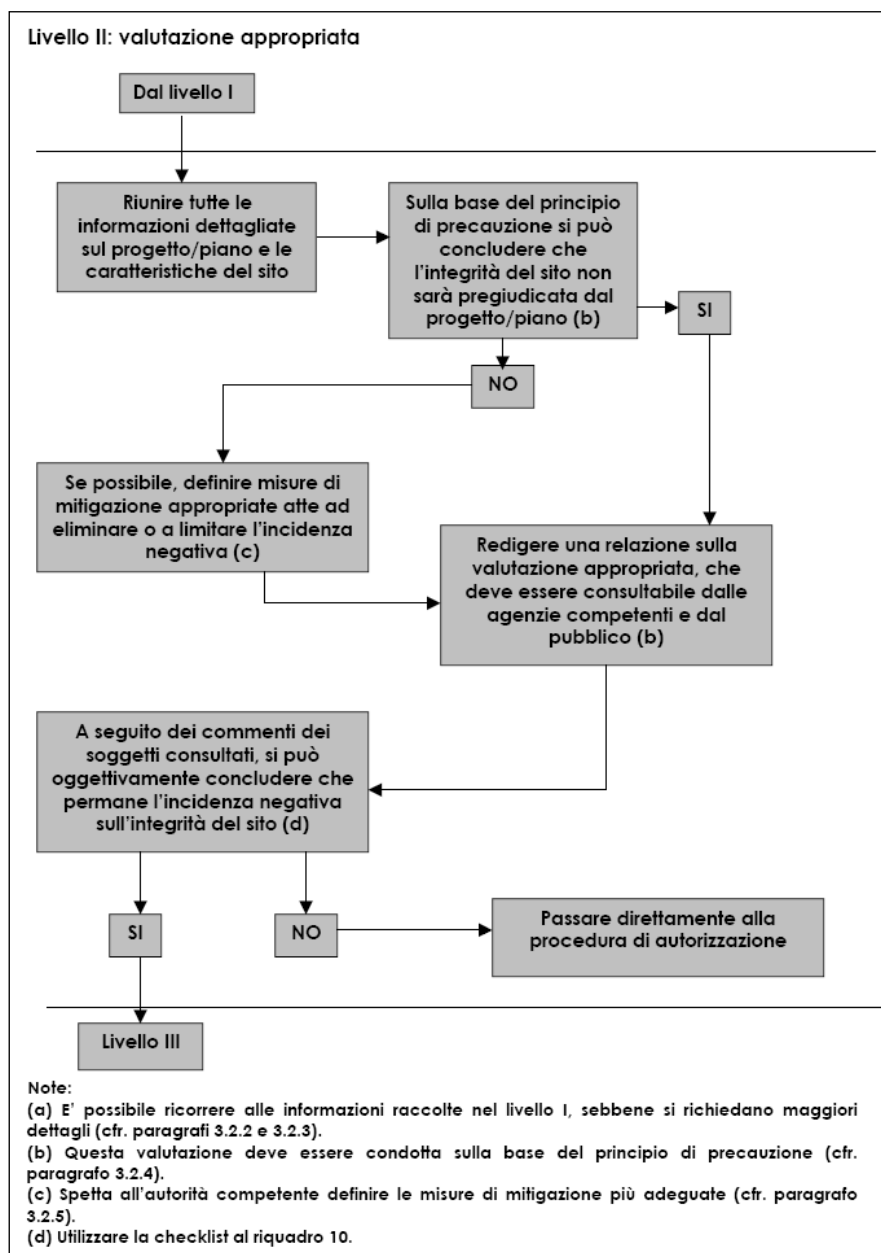 Livello II: valutazione appropriata
Dal livello I
Riunire tutte le
informazioni dettagliate
sul progetto/piano e le
caratteristiche del sito
Sulla base del principio
di precauzione si può
concludere che
l'integrità del sito non
sarà pregiudicata dal
progetto/piano (b)
SI
NO
Se possibile, definire misure di
mitigazione appropriate atte ad
eliminare o a limitare l'incidenza
negativa (c)
Redigere una relazione sulla
valutazione appropriata, che
deve essere consultabile dalle
agenzie competenti e dal
pubblico (b)
A seguito dei commenti dei
soggetti consultati, si può
oggettivamente concludere che
permane l'incidenza negativa
sull'integrità del sito (d)
SI
NO
Passare direttamente alla
procedura di autorizzazione
Livello III
Note:
(a) E' possibile ricorrere alle informazioni raccolte nel livello I, sebbene si richiedano maggiori
dettagli (cfr. paragrafi 3.2.2 e 3.2.3).
(b) Questa valutazione deve essere condotta sulla base del principio di precauzione (cfr.
paragrafo 3.2.4).
(c) Spetta all'autorità competente definire le misure di mitigazione più adeguate (cfr. paragrafo
3.2.5).
(d) Utilizzare la checklist al riquadro 10.